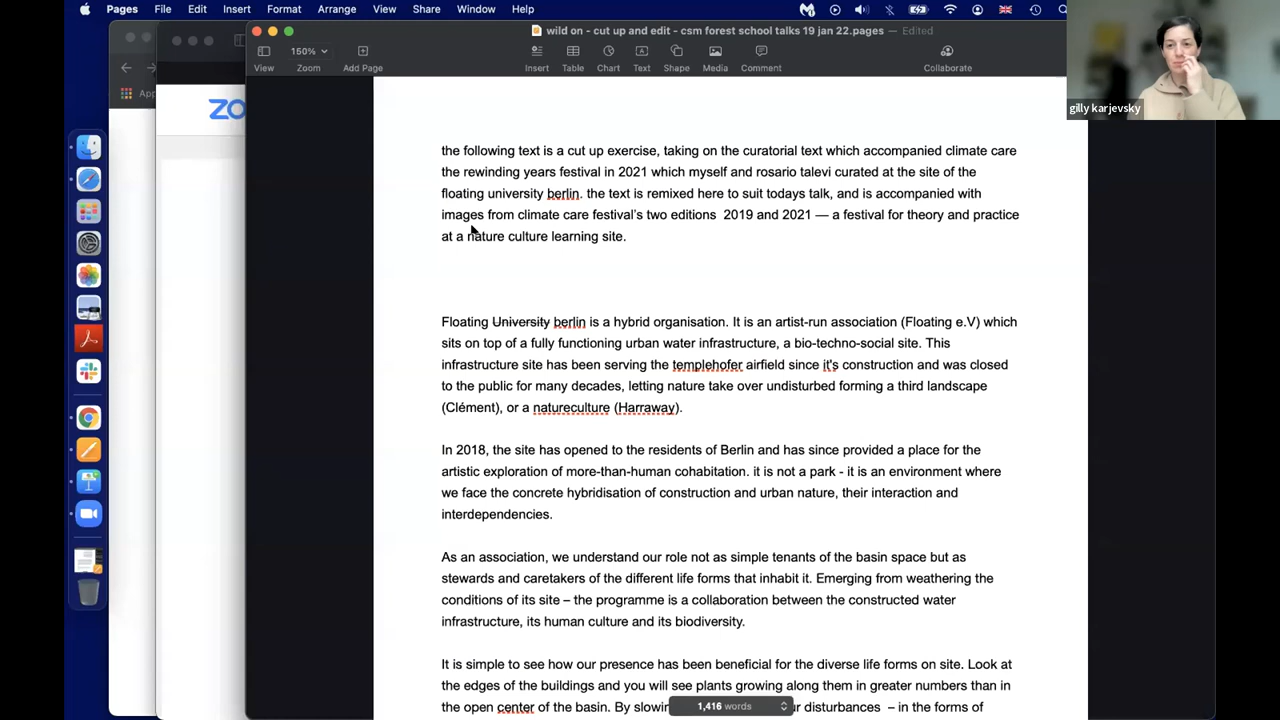 Pages File Edit Insert Format Arrange View Share Window Help
wild on - cut up and edit - csm forest school talks 19 jan 22.pages — Edited
150%
View Zoom Add Page Insert Table Chart Text Shape Media Comment Collaborate
App
ZO
gilly karjevsky
the following text is a cut up exercise, taking on the curatorial text which accompanied climate care
the rewinding years festival in 2021 which myself and rosario talevi curated at the site of the
floating university berlin. the text is remixed here to suit todays talk, and is accompanied with
images from climate care festival's two editions  2019 and 2021 — a festival for theory and practice
at a nature culture learning site.
Floating University berlin is a hybrid organisation. It is an artist-run association (Floating e.V) which
sits on top of a fully functioning urban water infrastructure, a bio-techno-social site. This
infrastructure site has been serving the templehofer airfield since it's construction and was closed
to the public for many decades, letting nature take over undisturbed forming a third landscape
(Clément), or a natureculture (Harraway).
In 2018, the site has opened to the residents of Berlin and has since provided a place for the
artistic exploration of more-than-human cohabitation. it is not a park - it is an environment where
we face the concrete hybridisation of construction and urban nature, their interaction and
interdependencies.
As an association, we understand our role not as simple tenants of the basin space but as
stewards and caretakers of the different life forms that inhabit it. Emerging from weathering the
conditions of its site – the programme is a collaboration between the constructed water
infrastructure, its human culture and its biodiversity.
It is simple to see how our presence has been beneficial for the diverse life forms on site. Look at
the edges of the buildings and you will see plants growing along them in greater numbers than in
the open center of the basin. By slowi ur disturbances  – in the forms of
1,416 words